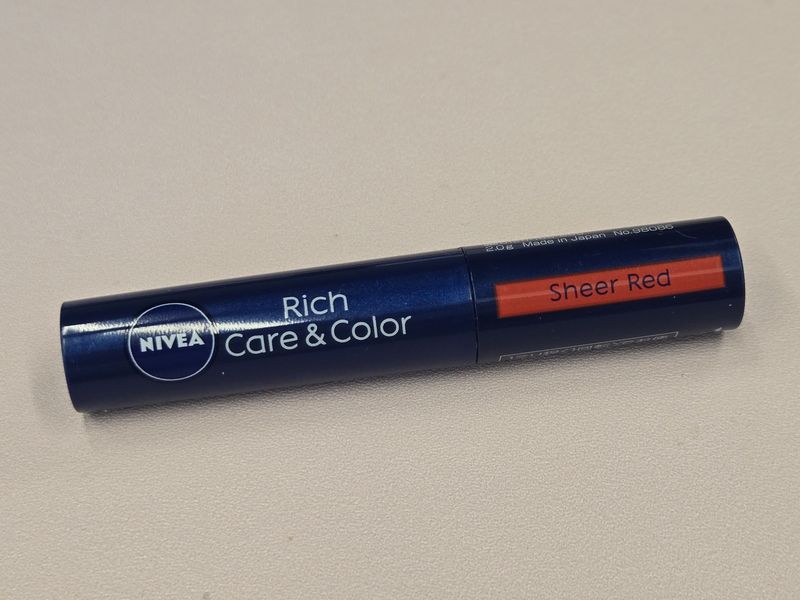 NIVEA
Rich
Care & Color
2.0g Made in Japan No.98086
Sheer Red